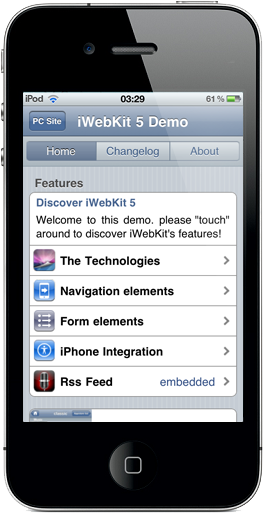 iPod 03:29 61 %
PC Site iWebKit 5 Demo
Home Changelog About
Features
Discover iWebKit 5
Welcome to this demo. please "touch"
around to discover iWebKit's features!
The Technologies
Navigation elements
Form elements
iPhone Integration
Rss Feed embedded